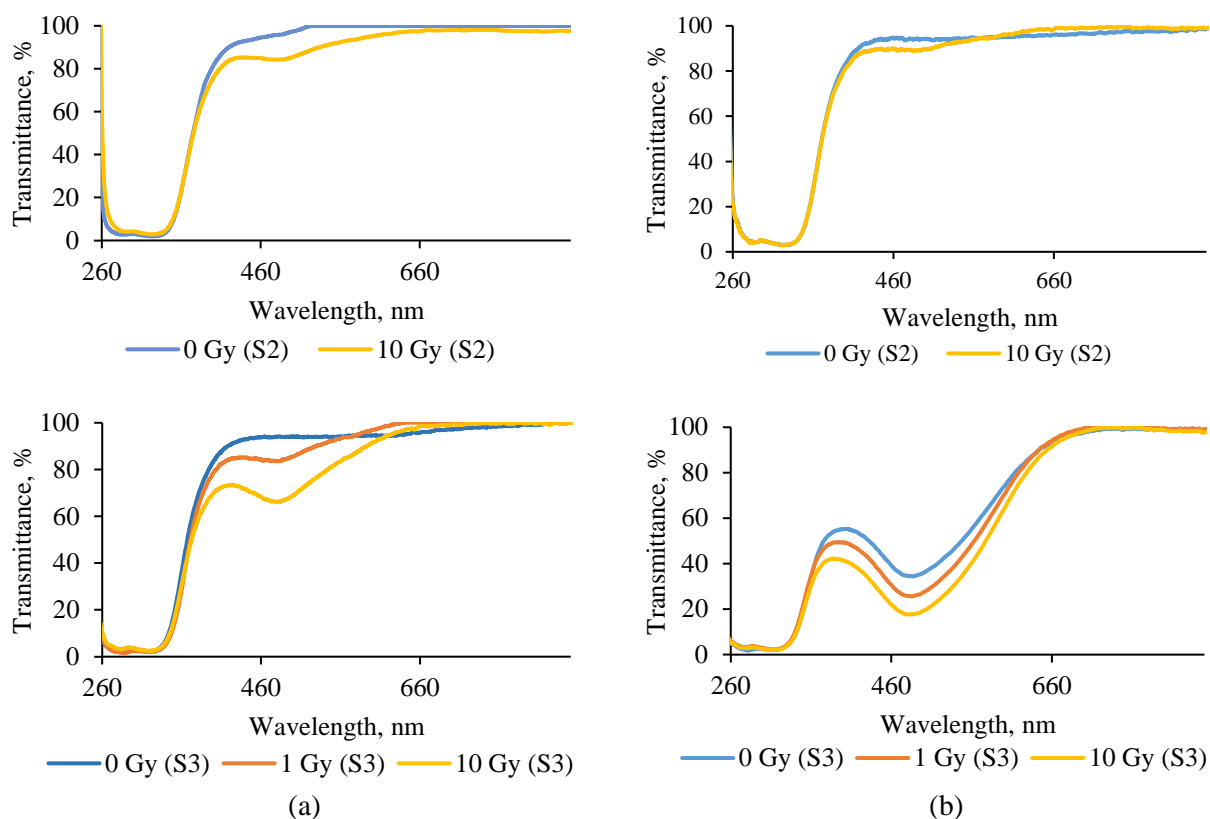 100
80
60
40
20
0
Transmittance, %
260 460 660
Wavelength, nm
0 Gy (S2) 10 Gy (S2)
100
80
60
40
20
0
Transmittance, %
260 460 660
Wavelength, nm
0 Gy (S2) 10 Gy (S2)
100
80
60
40
20
0
Transmittance, %
260 460 660
Wavelength, nm
0 Gy (S3) 1 Gy (S3) 10 Gy (S3)
(a)
100
80
60
40
20
0
Transmittance, %
260 460 660
Wavelength, nm
0 Gy (S3) 1 Gy (S3) 10 Gy (S3)
(b)